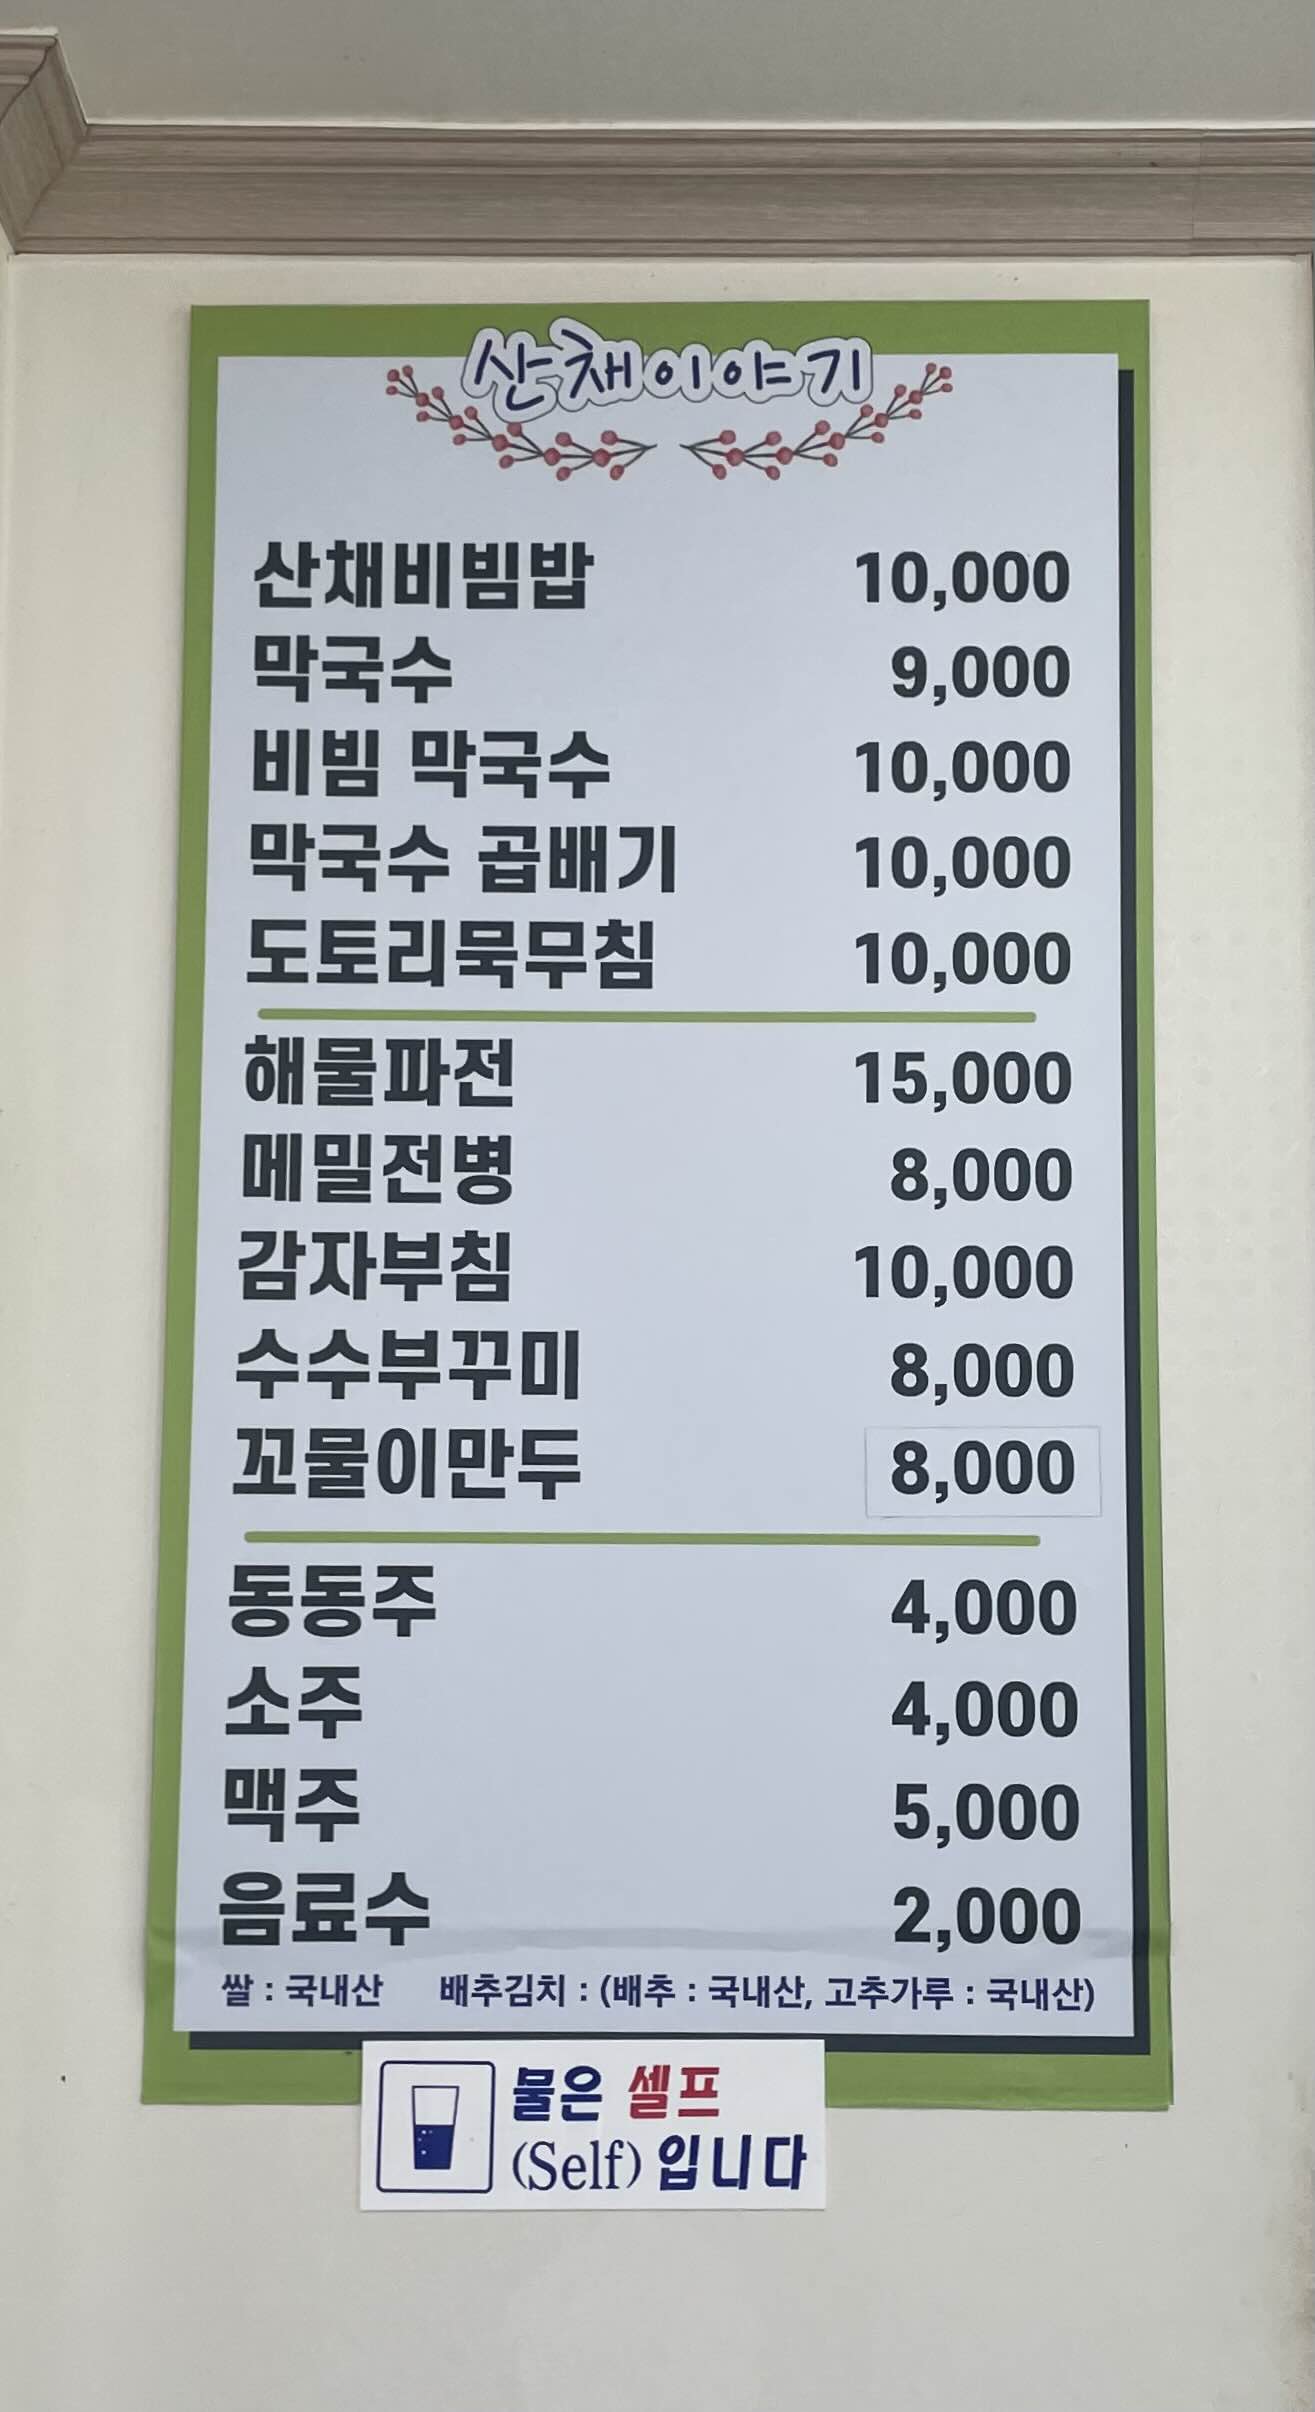 산채이야기
산채비빔밥 10,000
막국수 9,000
비빔 막국수 10,000
막국수 곱배기 10,000
도토리묵무침 10,000
해물파전 15,000
메밀전병 8,000
감자부침 10,000
수수부꾸미 8,000
꼬물이만두 8,000
동동주 4,000
소주 4,000
맥주 5,000
음료수 2,000
쌀 : 국내산 배추김치 : (배추 : 국내산, 고추가루 : 국내산)
물은 셀프
(Self) 입니다